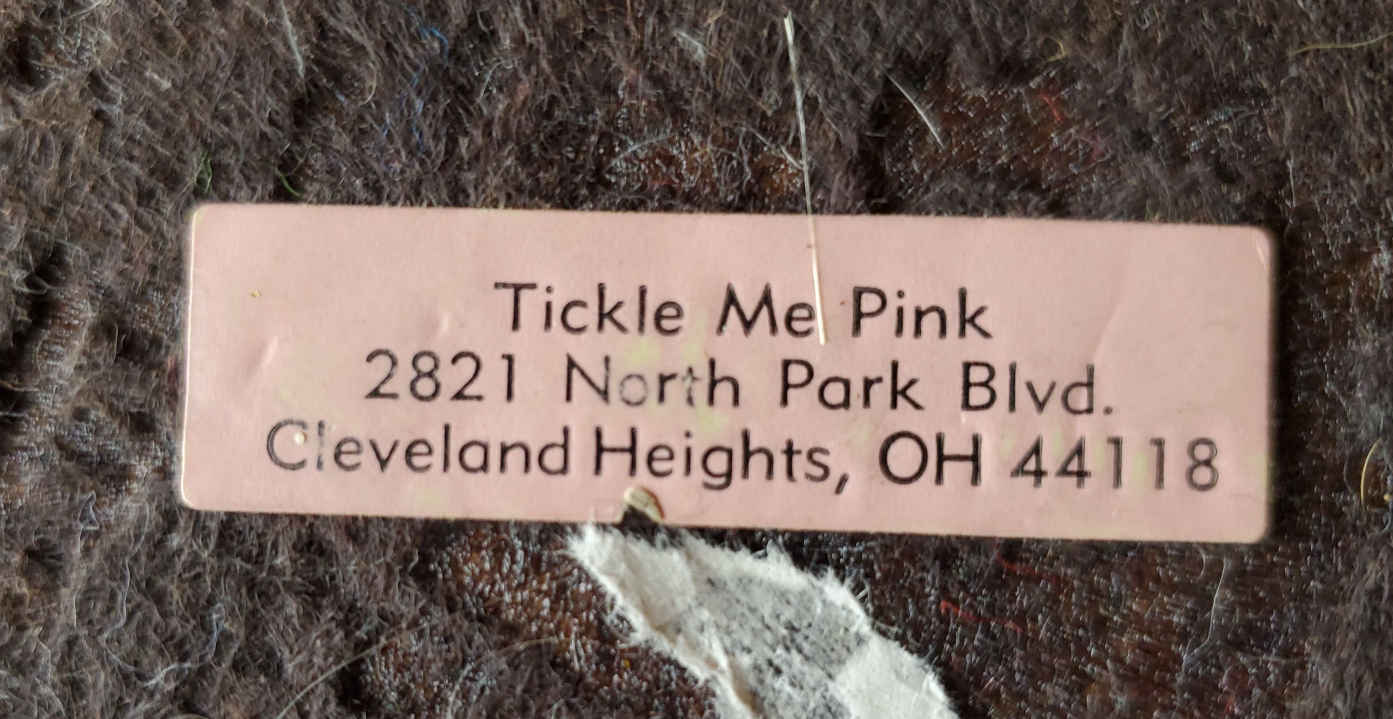 Tickle Me Pink
2821 North Park Blvd.
Cleveland Heights, OH 44118